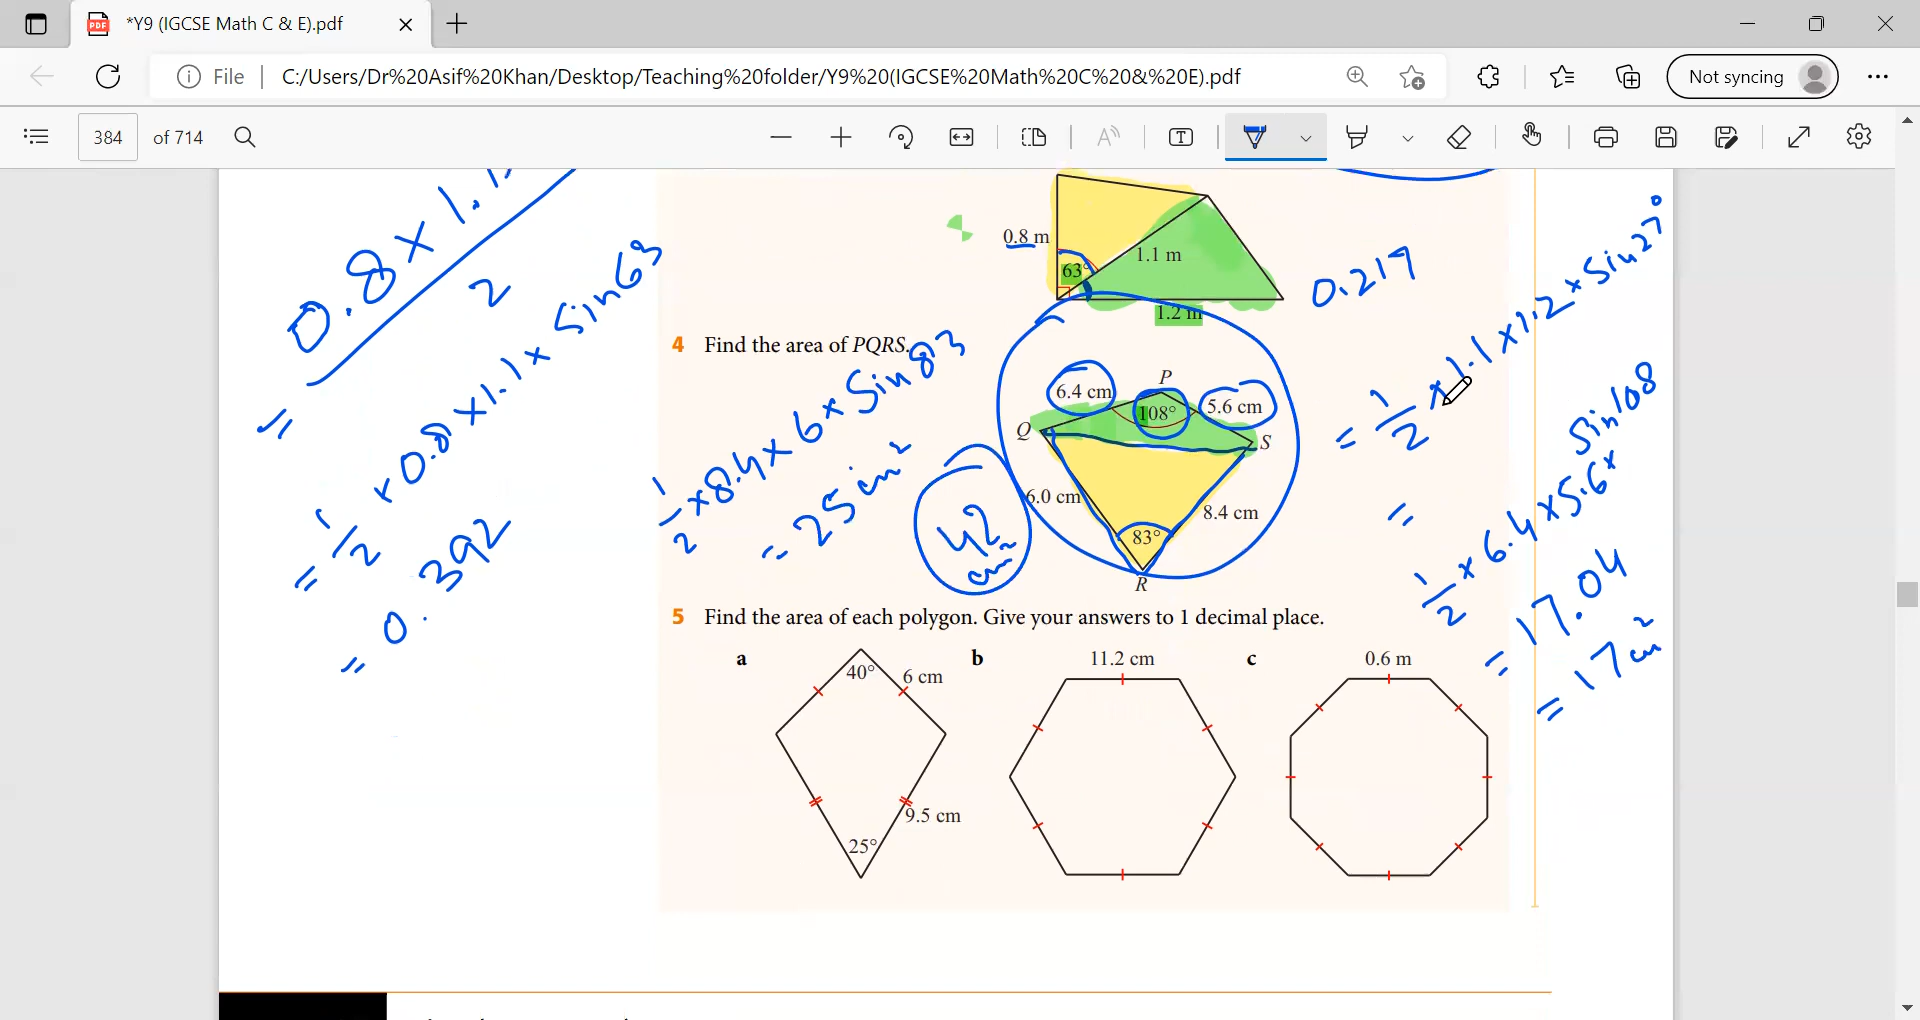 *Y9 (IGCSE Math C & E).pdf
File
C:/Users/Dr%20Asif%20Khan/Desktop/Teaching%20folder/Y9%20(IGCSE%20Math%20C%20&%20E).pdf
Not syncing
384 of 714
0.8 × 1.1
2
=
= 1/2 × 0.8 × 1.1 × Sin63
= 0.392
0.8 m
63°
1.1 m
1.2 m
0.217
= 1/2 × 1.1 × 1.2 × Sin27°
=
4 Find the area of PQRS.
1/2 × 8.4 × 6 × Sin83
= 25 cm²
42 cm²
6.4 cm
P
108°
5.6 cm
Q
S
6.0 cm
8.4 cm
83°
R
1/2 × 6.4 × 5.6 × Sin108
= 17.04
= 17 cm²
5 Find the area of each polygon. Give your answers to 1 decimal place.
a
40°
6 cm
9.5 cm
25°
b
11.2 cm
c
0.6 m